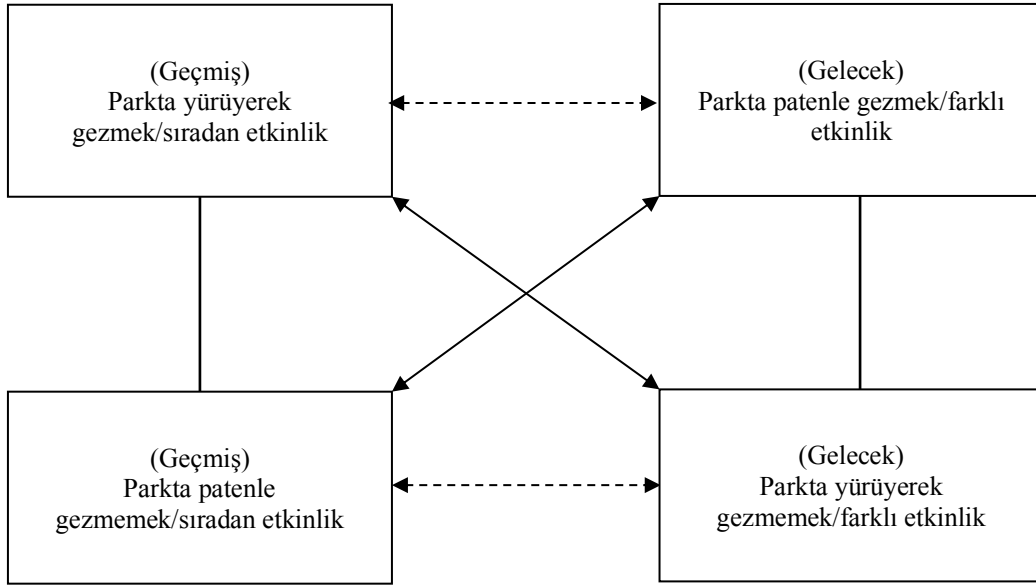 (Geçmiş)
Parkta yürüyerek
gezmek/sıradan etkinlik
(Gelecek)
Parkta patenle gezmek/farklı
etkinlik
(Geçmiş)
Parkta patenle
gezmemek/sıradan etkinlik
(Gelecek)
Parkta yürüyerek
gezmemek/farklı etkinlik